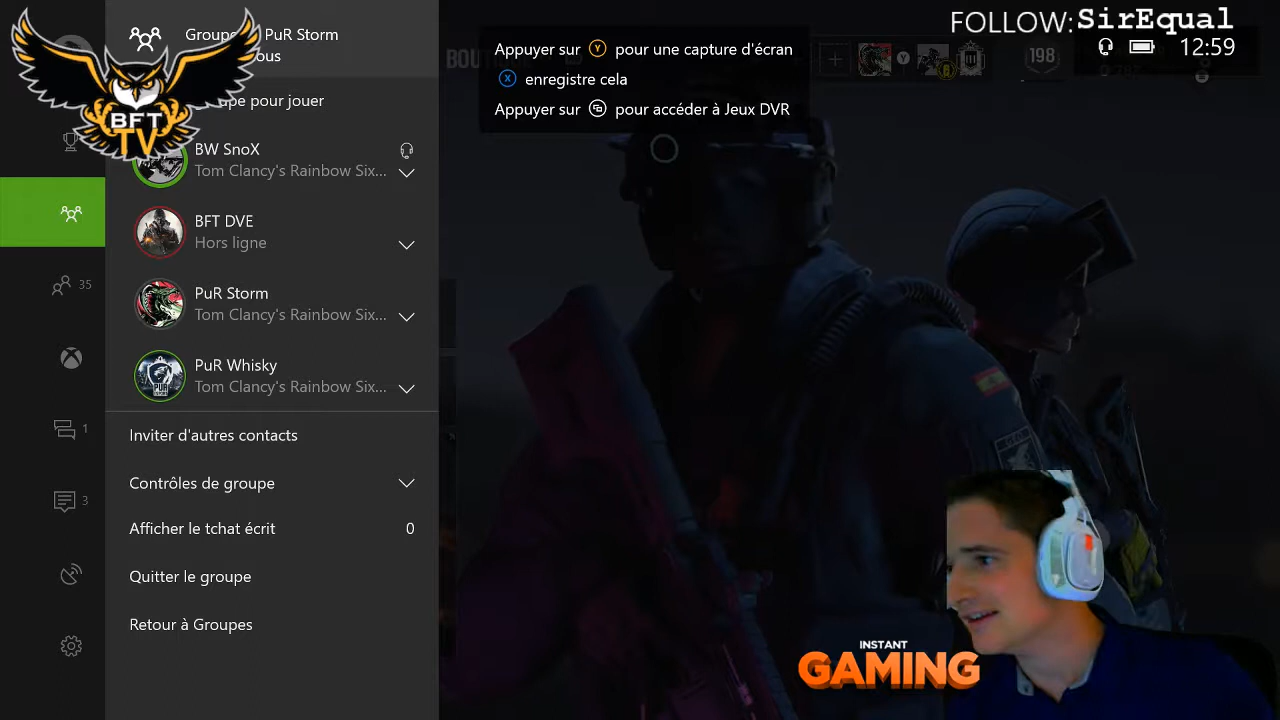 Groupe PuR Storm
ous
pe pour jouer
BW SnoX
Tom Clancy's Rainbow Six...
BFT DVE
Hors ligne
PuR Storm
Tom Clancy's Rainbow Six...
PuR Whisky
Tom Clancy's Rainbow Six...
Inviter d'autres contacts
Contrôles de groupe
Afficher le tchat écrit 0
Quitter le groupe
Retour à Groupes
35
1
3
BFT
TV
Appuyer sur Y pour une capture d'écran
X enregistre cela
Appuyer sur pour accéder à Jeux DVR
BOUT
Y
198
FOLLOW: SirEqual
12:59
INSTANT
GAMING